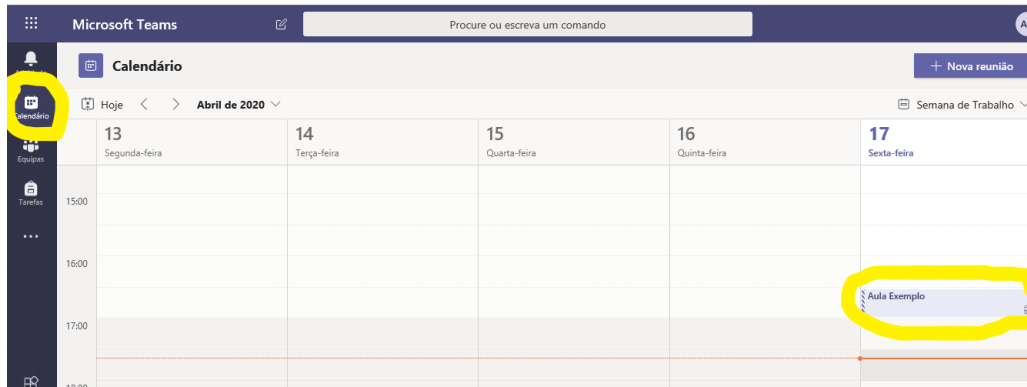 Microsoft Teams
Procure ou escreva um comando
A
Calendário
+ Nova reunião
Calendário
Hoje
Abril de 2020
Semana de Trabalho
13
Segunda-feira
14
Terça-feira
15
Quarta-feira
16
Quinta-feira
17
Sexta-feira
Equipas
Tarefas
15:00
16:00
Aula Exemplo
17:00